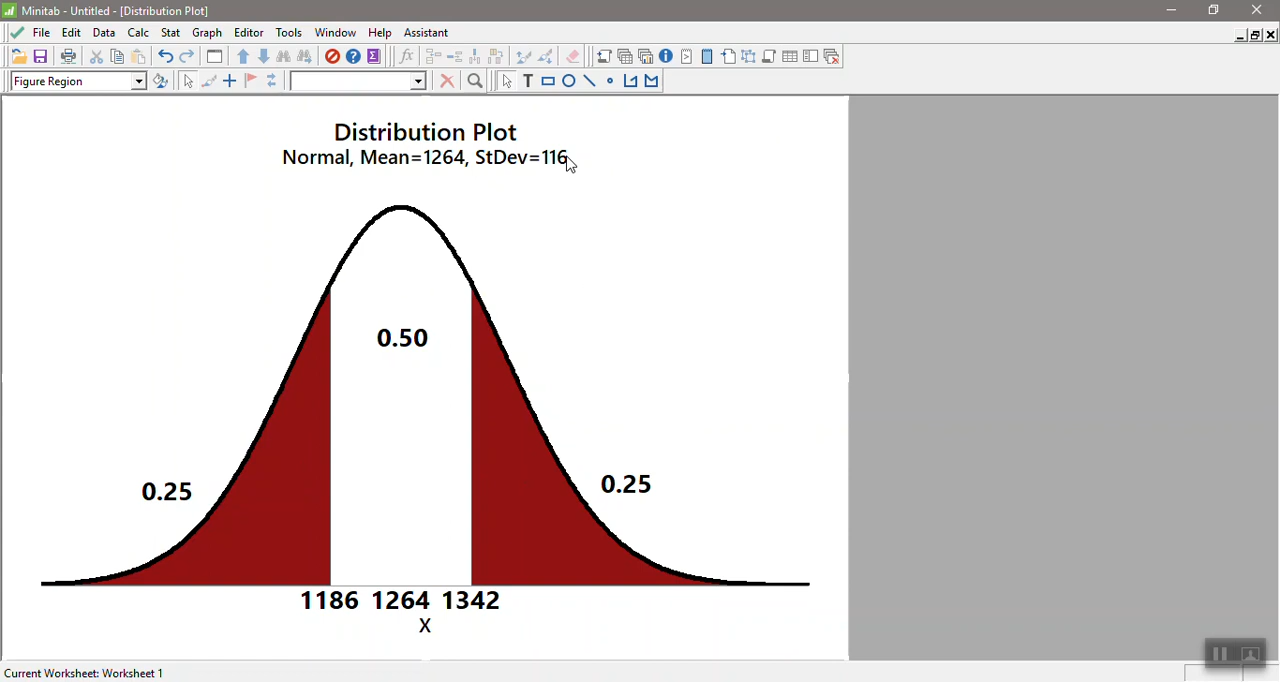 Minitab - Untitled - [Distribution Plot]
File Edit Data Calc Stat Graph Editor Tools Window Help Assistant
Figure Region
Distribution Plot
Normal, Mean=1264, StDev=116
0.50
0.25
0.25
1186 1264 1342
X
Current Worksheet: Worksheet 1